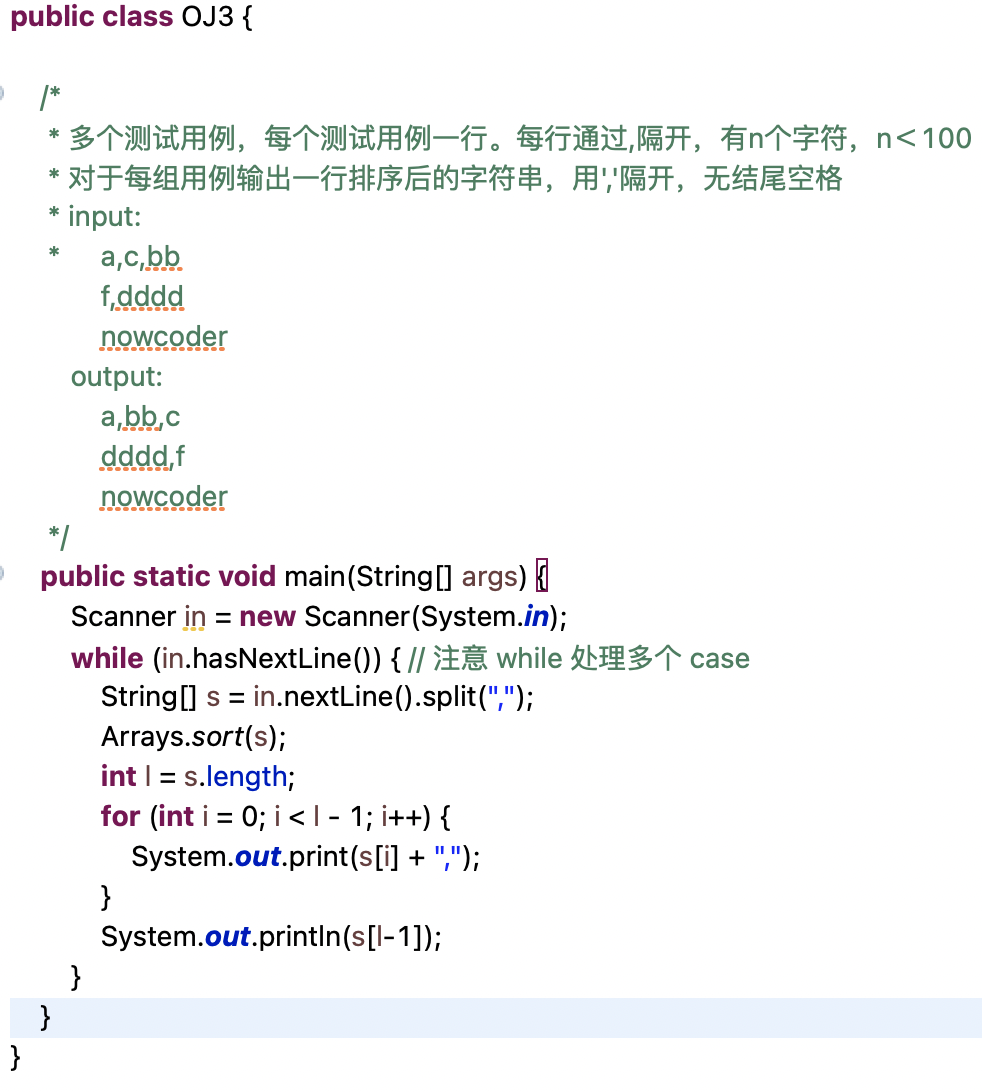 public class OJ3 {
/*
* 多个测试用例，每个测试用例一行。每行通过,隔开，有n个字符，n＜100
* 对于每组用例输出一行排序后的字符串，用','隔开，无结尾空格
* input:
* a,c,bb
f,dddd
nowcoder
output:
a,bb,c
dddd,f
nowcoder
*/
public static void main(String[] args) {
Scanner in = new Scanner(System.in);
while (in.hasNextLine()) { // 注意 while 处理多个 case
String[] s = in.nextLine().split(",");
Arrays.sort(s);
int l = s.length;
for (int i = 0; i < l - 1; i++) {
System.out.print(s[i] + ",");
}
System.out.println(s[l-1]);
}
}
}